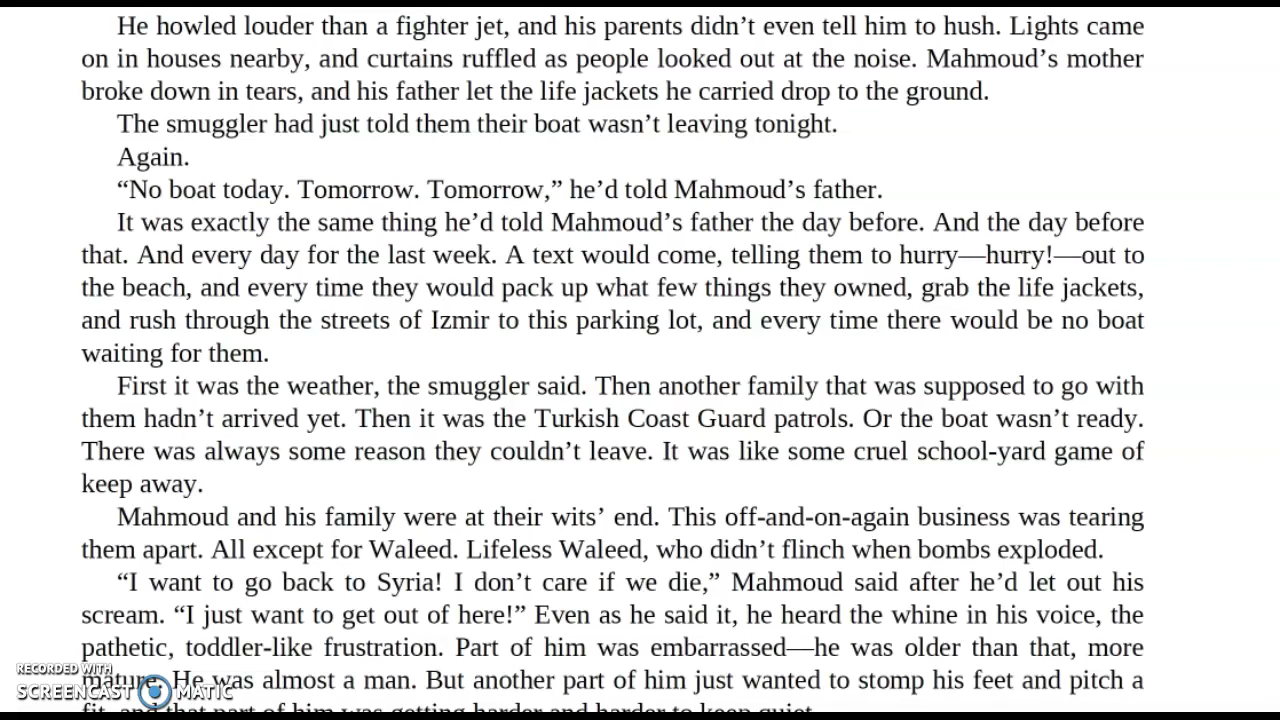 He howled louder than a fighter jet, and his parents didn’t even tell him to hush. Lights came
on in houses nearby, and curtains ruffled as people looked out at the noise. Mahmoud’s mother
broke down in tears, and his father let the life jackets he carried drop to the ground.
The smuggler had just told them their boat wasn’t leaving tonight.
Again.
“No boat today. Tomorrow. Tomorrow,” he’d told Mahmoud’s father.
It was exactly the same thing he’d told Mahmoud’s father the day before. And the day before
that. And every day for the last week. A text would come, telling them to hurry—hurry!—out to
the beach, and every time they would pack up what few things they owned, grab the life jackets,
and rush through the streets of Izmir to this parking lot, and every time there would be no boat
waiting for them.
First it was the weather, the smuggler said. Then another family that was supposed to go with
them hadn’t arrived yet. Then it was the Turkish Coast Guard patrols. Or the boat wasn’t ready.
There was always some reason they couldn’t leave. It was like some cruel school-yard game of
keep away.
Mahmoud and his family were at their wits’ end. This off-and-on-again business was tearing
them apart. All except for Waleed. Lifeless Waleed, who didn’t flinch when bombs exploded.
“I want to go back to Syria! I don’t care if we die,” Mahmoud said after he’d let out his
scream. “I just want to get out of here!” Even as he said it, he heard the whine in his voice, the
pathetic, toddler-like frustration. Part of him was embarrassed—he was older than that, more
mature. He was almost a man. But another part of him just wanted to stomp his feet and pitch a
fit, and that part of him was getting harder and harder to keep quiet.
RECORDED WITH
SCREENCAST MATIC